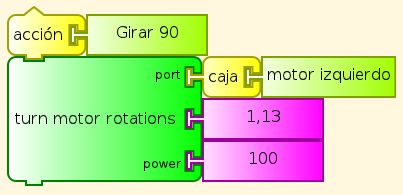 acción Girar 90
port caja motor izquierdo
turn motor rotations 1,13
power 100